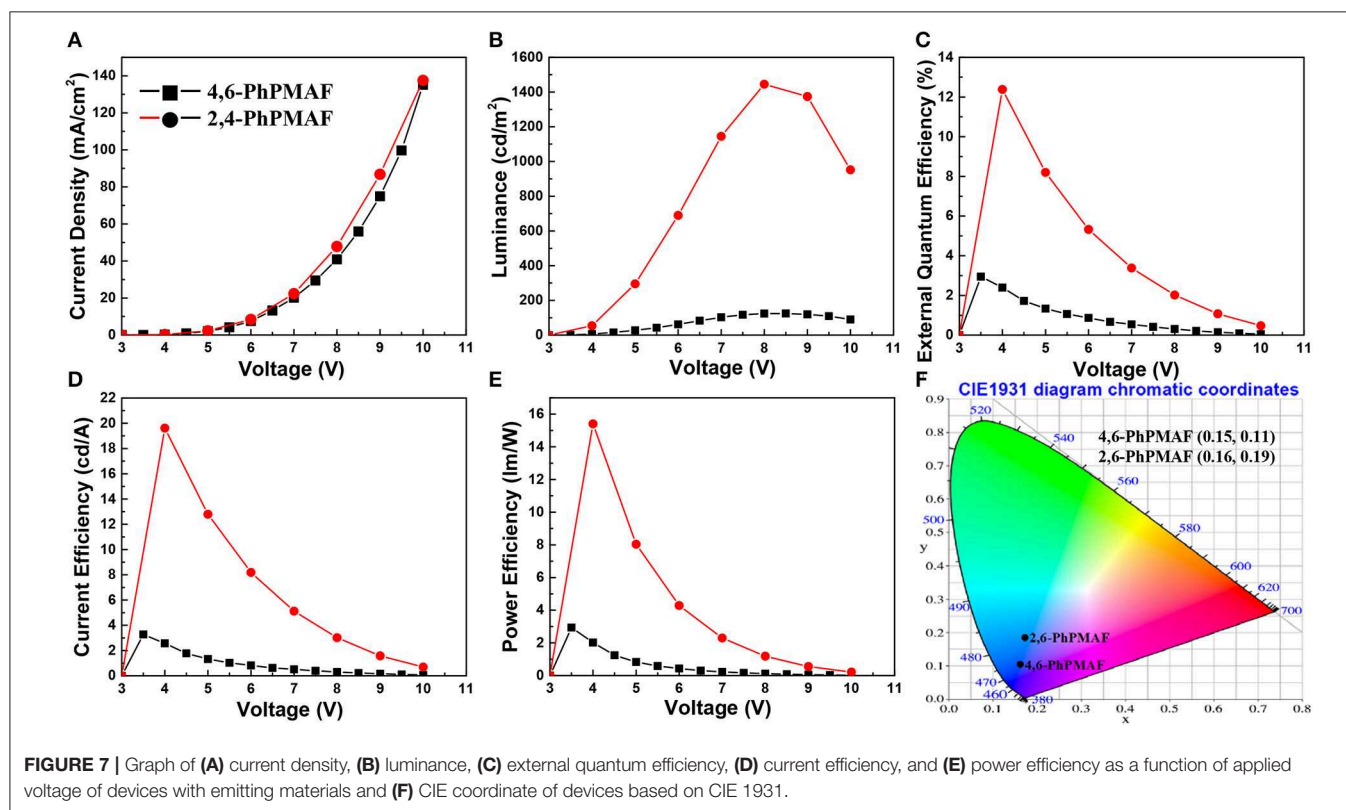 A
Current Density (mA/cm²)
140
120
100
80
60
40
20
0
4,6-PhPMAF
2,4-PhPMAF
3 4 5 6 7 8 9 10 11
Voltage (V)
B
Luminance (cd/m²)
1600
1400
1200
1000
800
600
400
200
0
3 4 5 6 7 8 9 10 11
Voltage (V)
C
External Quantum Efficiency (%)
14
12
10
8
6
4
2
0
3 4 5 6 7 8 9 10 11
Voltage (V)
D
Current Efficiency (cd/A)
22
20
18
16
14
12
10
8
6
4
2
0
3 4 5 6 7 8 9 10 11
Voltage (V)
E
Power Efficiency (lm/W)
16
14
12
10
8
6
4
2
0
3 4 5 6 7 8 9 10 11
Voltage (V)
F
CIE1931 diagram chromatic coordinates
4,6-PhPMAF (0.15, 0.11)
2,6-PhPMAF (0.16, 0.19)
0.9
0.8
0.7
0.6
0.5
y
0.4
0.3
0.2
0.1
0.0
520
540
560
580
600
620
700
500
490
480
470
460
380
2,6-PhPMAF
4,6-PhPMAF
0.0 0.1 0.2 0.3 0.4 0.5 0.6 0.7 0.8
x
FIGURE 7 | Graph of (A) current density, (B) luminance, (C) external quantum efficiency, (D) current efficiency, and (E) power efficiency as a function of applied
voltage of devices with emitting materials and (F) CIE coordinate of devices based on CIE 1931.